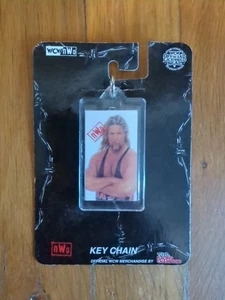 WCW nWo
nWo
nWo
KEY CHAIN
OFFICIAL WCW MERCHANDISE BY